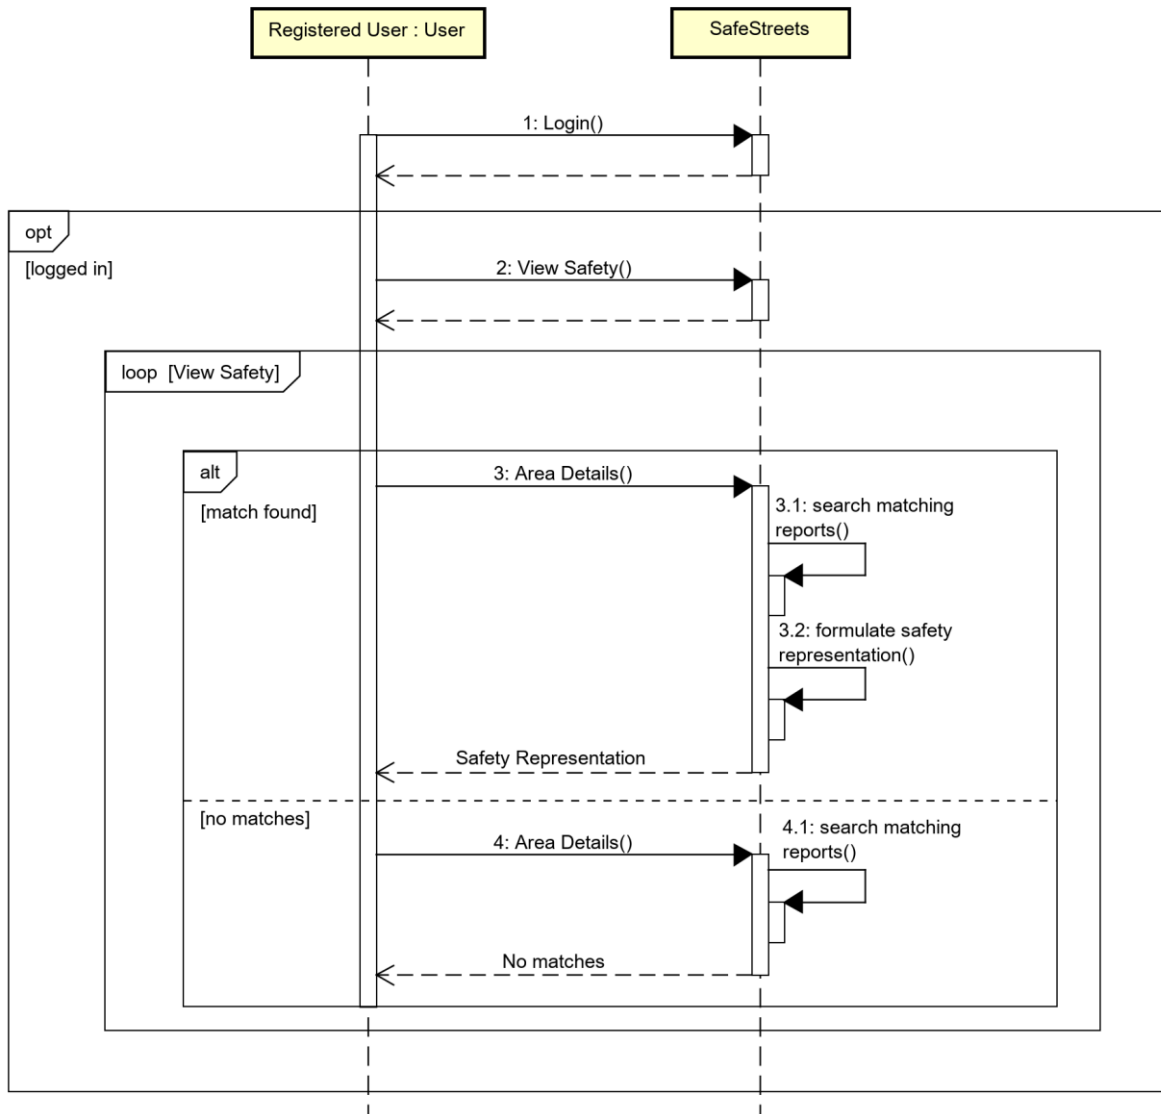 Registered User : User
SafeStreets
1: Login()
opt
[logged in]
2: View Safety()
loop [View Safety]
alt
3: Area Details()
[match found]
3.1: search matching
reports()
3.2: formulate safety
representation()
Safety Representation
[no matches]
4: Area Details()
4.1: search matching
reports()
No matches